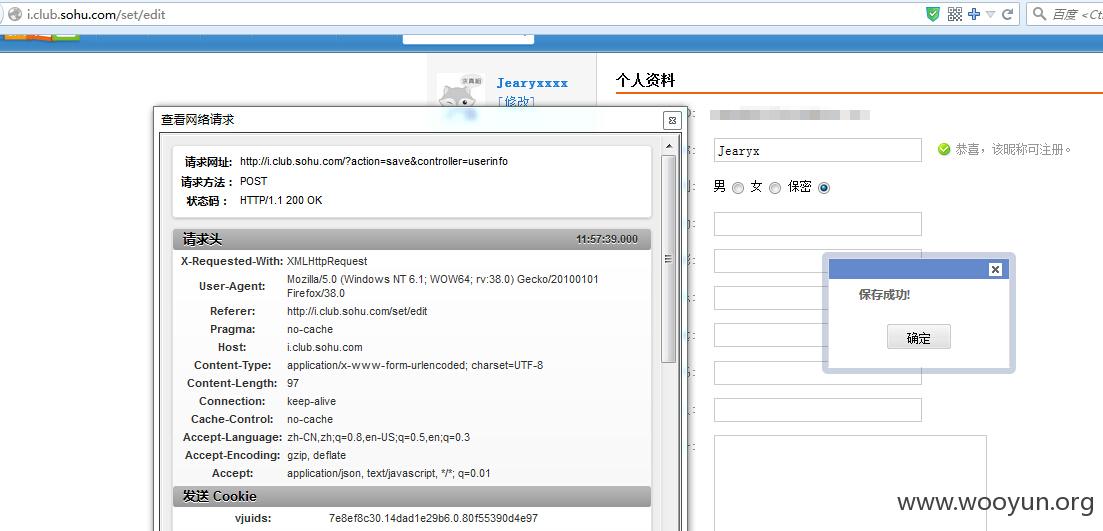 i.club.sohu.com/set/edit
百度 <Ct
求真相
Jearyxxxx
[修改]
个人资料
Jearyx
恭喜，该昵称可注册。
男 女 保密
查看网络请求
请求网址: http://i.club.sohu.com/?action=save&controller=userinfo
请求方法： POST
状态码： HTTP/1.1 200 OK
请求头 11:57:39.000
X-Requested-With: XMLHttpRequest
User-Agent: Mozilla/5.0 (Windows NT 6.1; WOW64; rv:38.0) Gecko/20100101
Firefox/38.0
Referer: http://i.club.sohu.com/set/edit
Pragma: no-cache
Host: i.club.sohu.com
Content-Type: application/x-www-form-urlencoded; charset=UTF-8
Content-Length: 97
Connection: keep-alive
Cache-Control: no-cache
Accept-Language: zh-CN,zh;q=0.8,en-US;q=0.5,en;q=0.3
Accept-Encoding: gzip, deflate
Accept: application/json, text/javascript, */*; q=0.01
发送 Cookie
vjuids: 7e8ef8c30.14dad1e29b6.0.80f55390d4e97
保存成功!
确定
www.wooyun.org